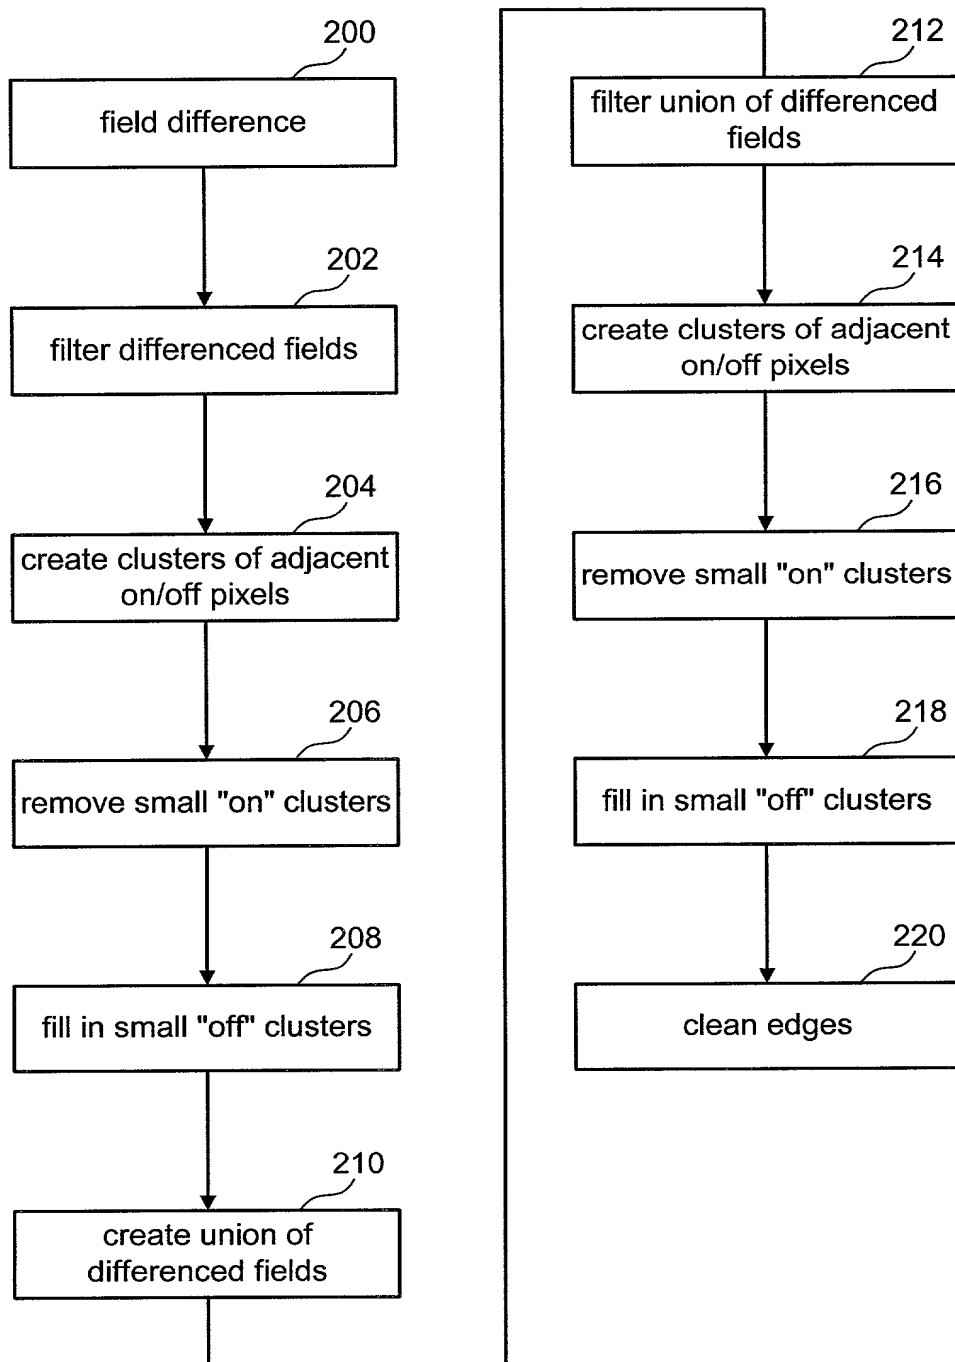 200
field difference
202
filter differenced fields
204
create clusters of adjacent
on/off pixels
206
remove small "on" clusters
208
fill in small "off" clusters
210
create union of
differenced fields
212
filter union of differenced
fields
214
create clusters of adjacent
on/off pixels
216
remove small "on" clusters
218
fill in small "off" clusters
220
clean edges